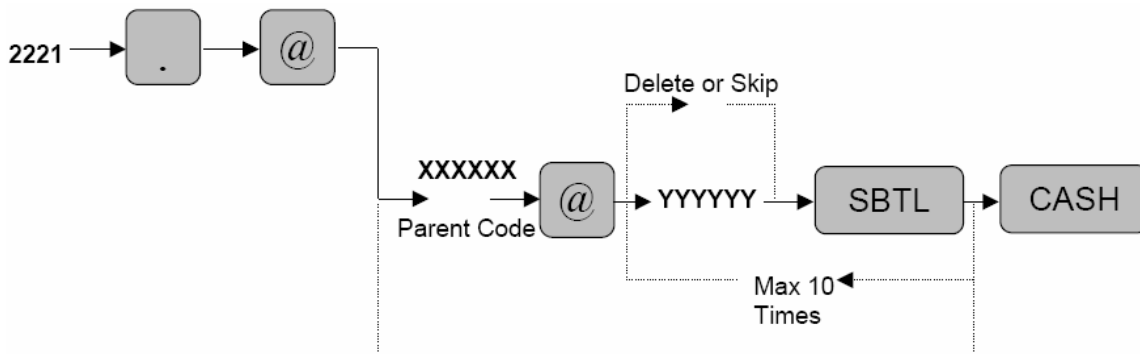 2221
.
@
Delete or Skip
XXXXXX
Parent Code
@
YYYYYY
SBTL
CASH
Max 10
Times